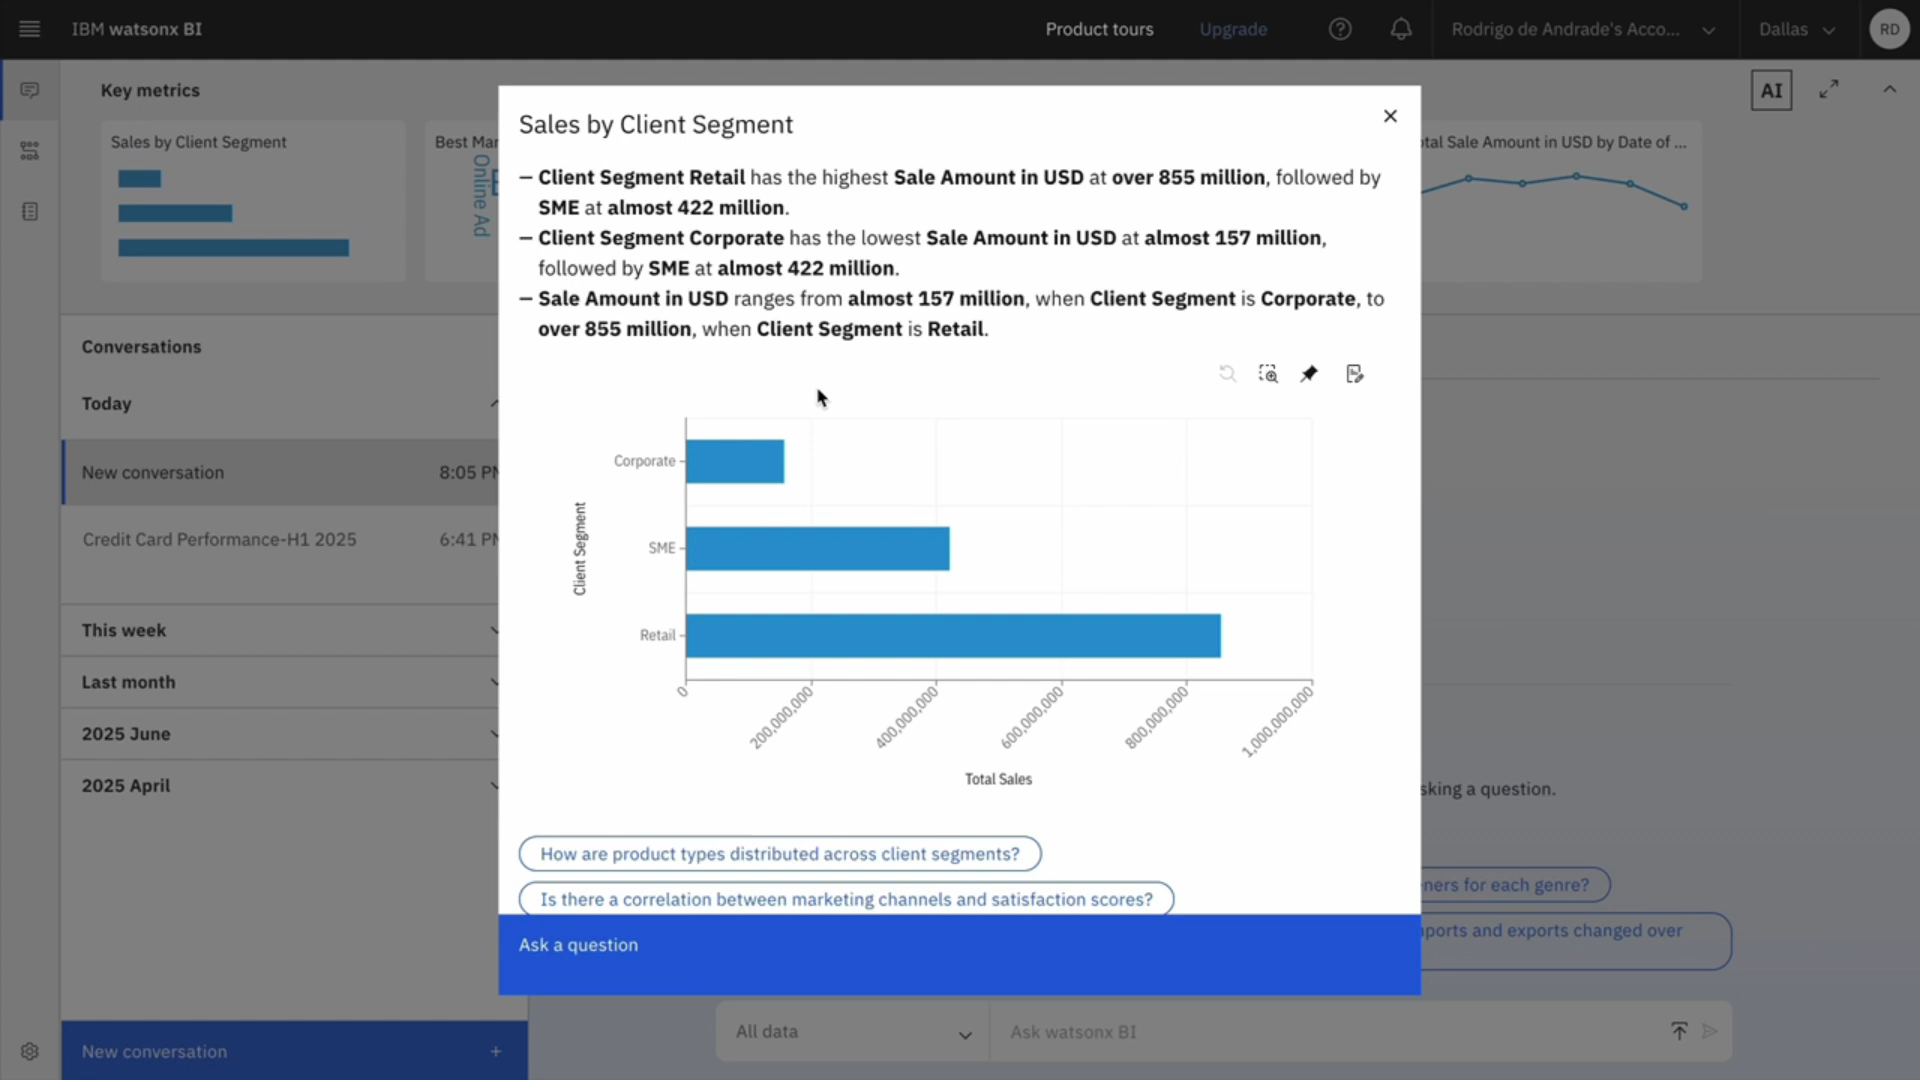 IBM watsonx BI
Product tours
Upgrade
Rodrigo de Andrade's Acco...
Dallas
RD
Key metrics
AI
Sales by Client Segment
Best Mar
Online Ad
tal Sale Amount in USD by Date of ...
Conversations
Today
New conversation
8:05 PM
Credit Card Performance-H1 2025
6:41 PM
This week
Last month
2025 June
2025 April
New conversation
+
Sales by Client Segment
– Client Segment Retail has the highest Sale Amount in USD at over 855 million, followed by
SME at almost 422 million.
– Client Segment Corporate has the lowest Sale Amount in USD at almost 157 million,
followed by SME at almost 422 million.
– Sale Amount in USD ranges from almost 157 million, when Client Segment is Corporate, to
over 855 million, when Client Segment is Retail.
Client Segment
Corporate
SME
Retail
0
200,000,000
400,000,000
600,000,000
800,000,000
1,000,000,000
Total Sales
How are product types distributed across client segments?
Is there a correlation between marketing channels and satisfaction scores?
Ask a question
sking a question.
ners for each genre?
ports and exports changed over
All data
Ask watsonx BI